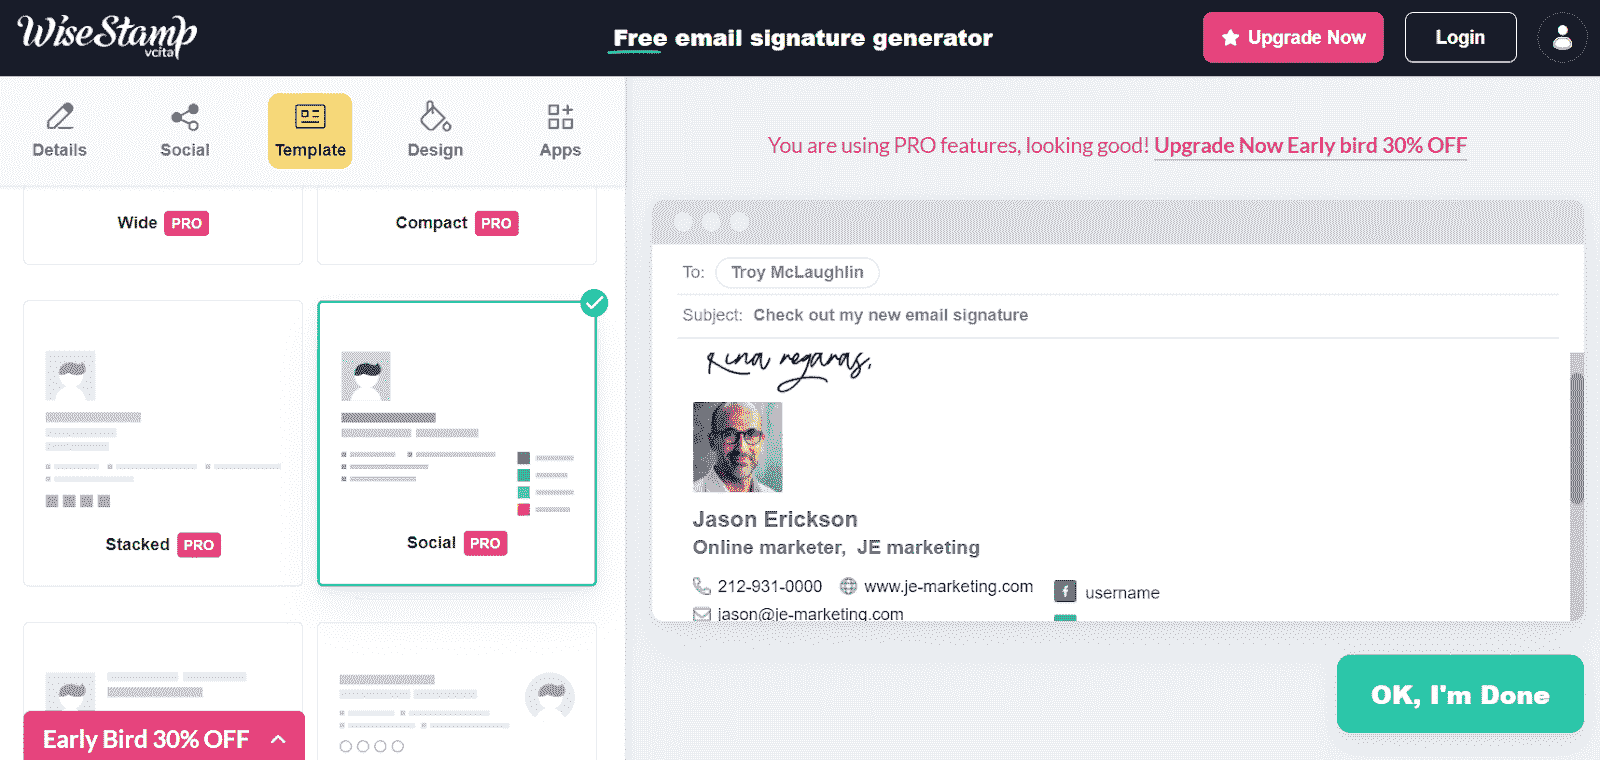 WiseStamp
vcita
Free email signature generator
Upgrade Now
Login
Details
Social
Template
Design
Apps
Wide PRO
Compact PRO
Stacked PRO
Social PRO
Early Bird 30% OFF
You are using PRO features, looking good! Upgrade Now Early bird 30% OFF
To: Troy McLaughlin
Subject: Check out my new email signature
Kind regards,
Jason Erickson
Online marketer, JE marketing
212-931-0000 www.je-marketing.com
username
jason@je-marketing.com
OK, I'm Done